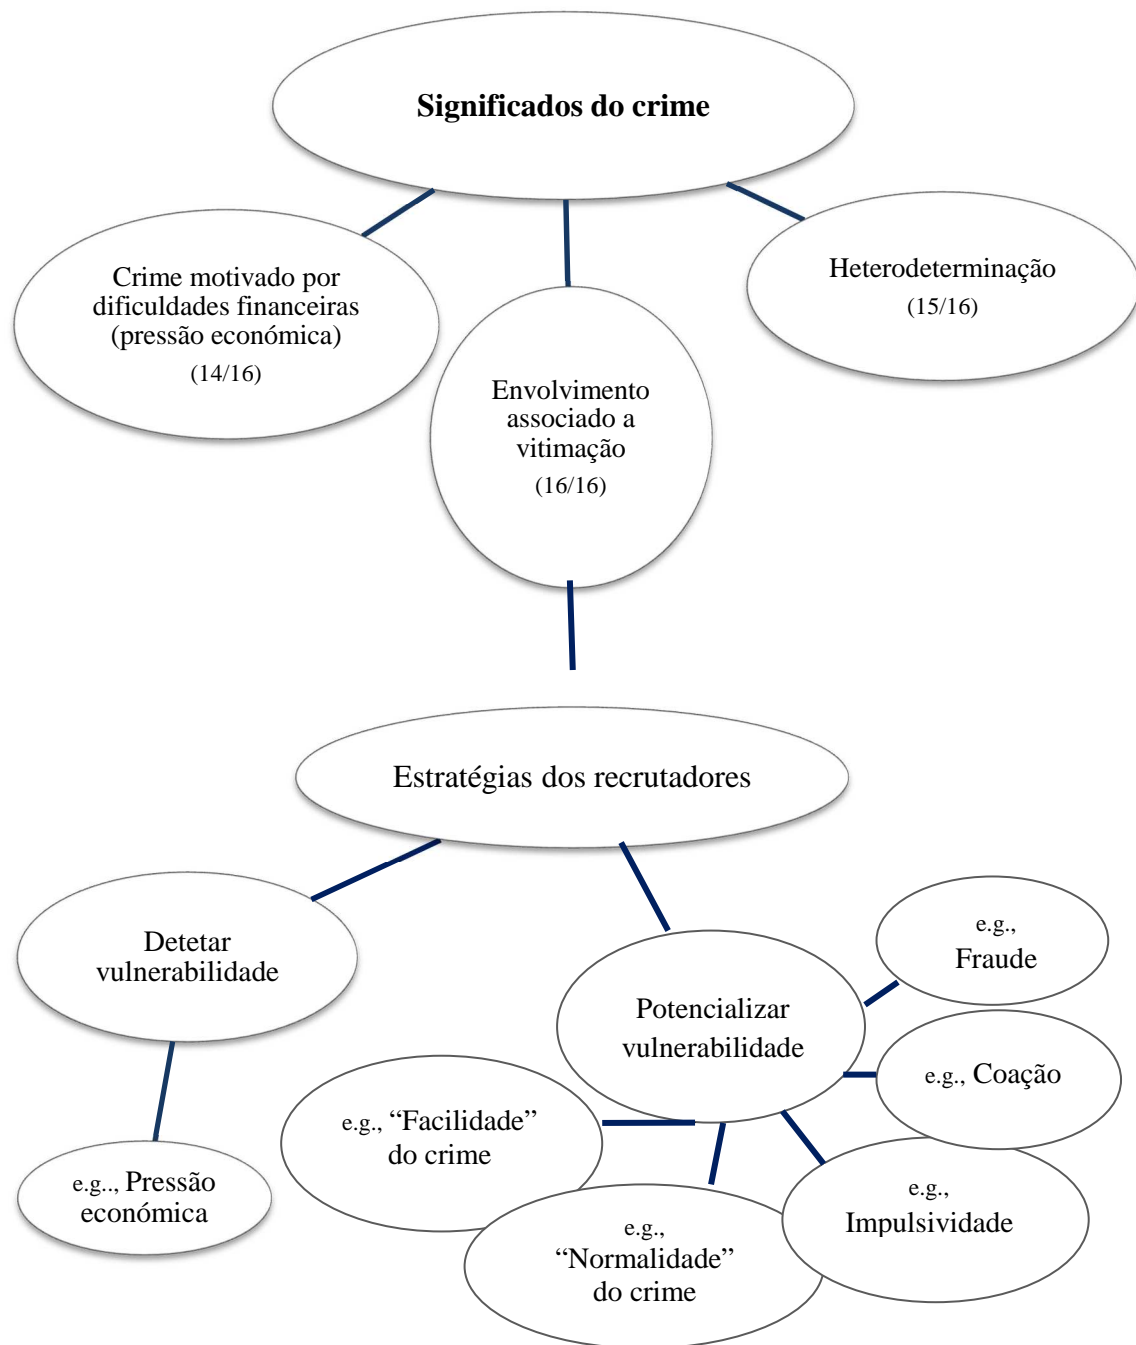 Significados do crime
Crime motivado por
dificuldades financeiras
(pressão económica)
(14/16)
Heterodeterminação
(15/16)
Envolvimento
associado a
vitimação
(16/16)
Estratégias dos recrutadores
Detetar
vulnerabilidade
e.g.,
Fraude
Potencializar
vulnerabilidade
e.g., Coação
e.g., “Facilidade”
do crime
e.g.., Pressão
económica
e.g.,
Impulsividade
e.g.,
“Normalidade”
do crime